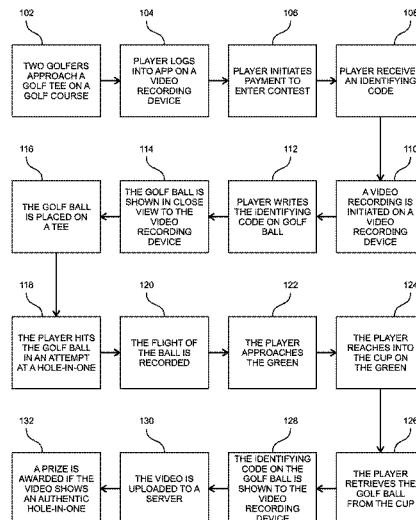 102
TWO GOLFERS
APPROACH A
GOLF TEE ON A
GOLF COURSE
104
PLAYER LOGS
INTO APP ON A
VIDEO
RECORDING
DEVICE
106
PLAYER INITIATES
PAYMENT TO
ENTER CONTEST
108
PLAYER RECEIVE
AN IDENTIFYING
CODE
110
A VIDEO
RECORDING IS
INITIATED ON A
VIDEO
RECORDING
DEVICE
112
PLAYER WRITES
THE IDENTIFYING
CODE ON GOLF
BALL
114
THE GOLF BALL IS
SHOWN IN CLOSE
VIEW TO THE
VIDEO
RECORDING
DEVICE
116
THE GOLF BALL
IS PLACED ON
A TEE
118
THE PLAYER HITS
THE GOLF BALL
IN AN ATTEMPT
AT A HOLE-IN-ONE
120
THE FLIGHT OF
THE BALL IS
RECORDED
122
THE PLAYER
APPROACHES
THE GREEN
124
THE PLAYER
REACHES INTO
THE CUP ON
THE GREEN
126
THE PLAYER
RETRIEVES THE
GOLF BALL
FROM THE CUP
128
THE IDENTIFYING
CODE ON THE
GOLF BALL IS
SHOWN TO THE
VIDEO
RECORDING
DEVICE
130
THE VIDEO IS
UPLOADED TO A
SERVER
132
A PRIZE IS
AWARDED IF THE
VIDEO SHOWS
AN AUTHENTIC
HOLE-IN-ONE